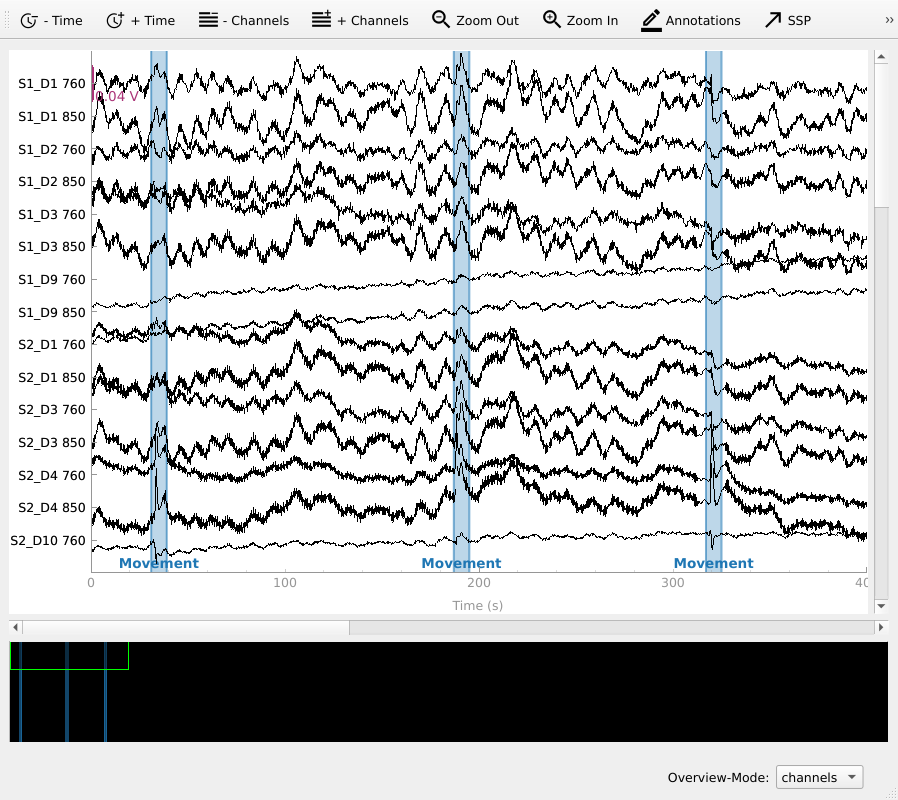 - Time + Time - Channels + Channels Zoom Out Zoom In Annotations SSP »
S1_D1 760
0.04 V
S1_D1 850
S1_D2 760
S1_D2 850
S1_D3 760
S1_D3 850
S1_D9 760
S1_D9 850
S2_D1 760
S2_D1 850
S2_D3 760
S2_D3 850
S2_D4 760
S2_D4 850
S2_D10 760
Movement Movement Movement
0 100 200 300 40
Time (s)
Overview-Mode: channels